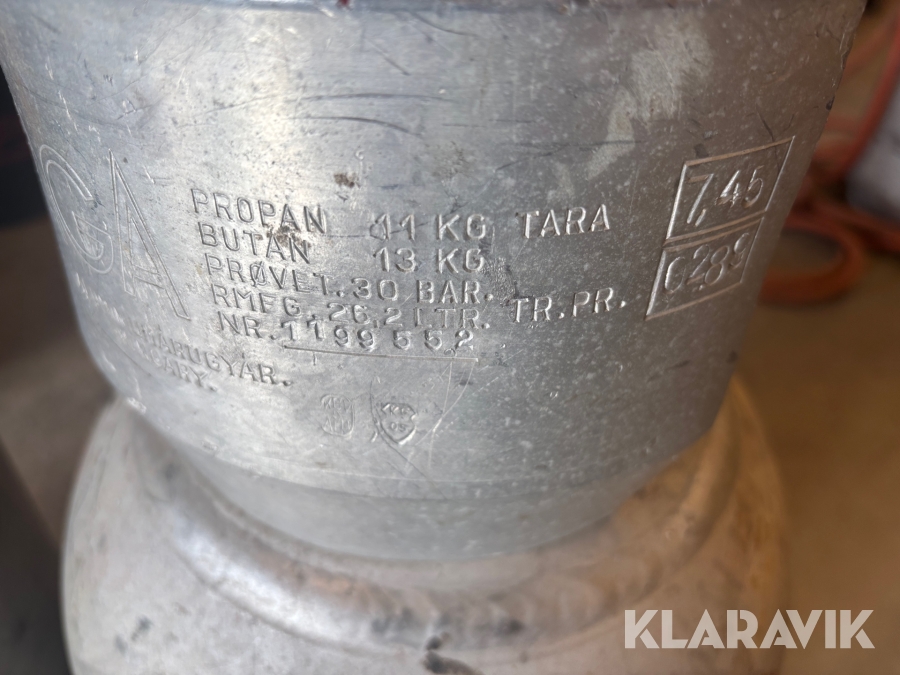 GA
PROPAN 11 KG TARA 7,45
BUTAN 13 KG
PRØVET. 30 BAR.
RMFG. 26.2 LTR. TR.PR.
NR. 1199552
KLARAVIK